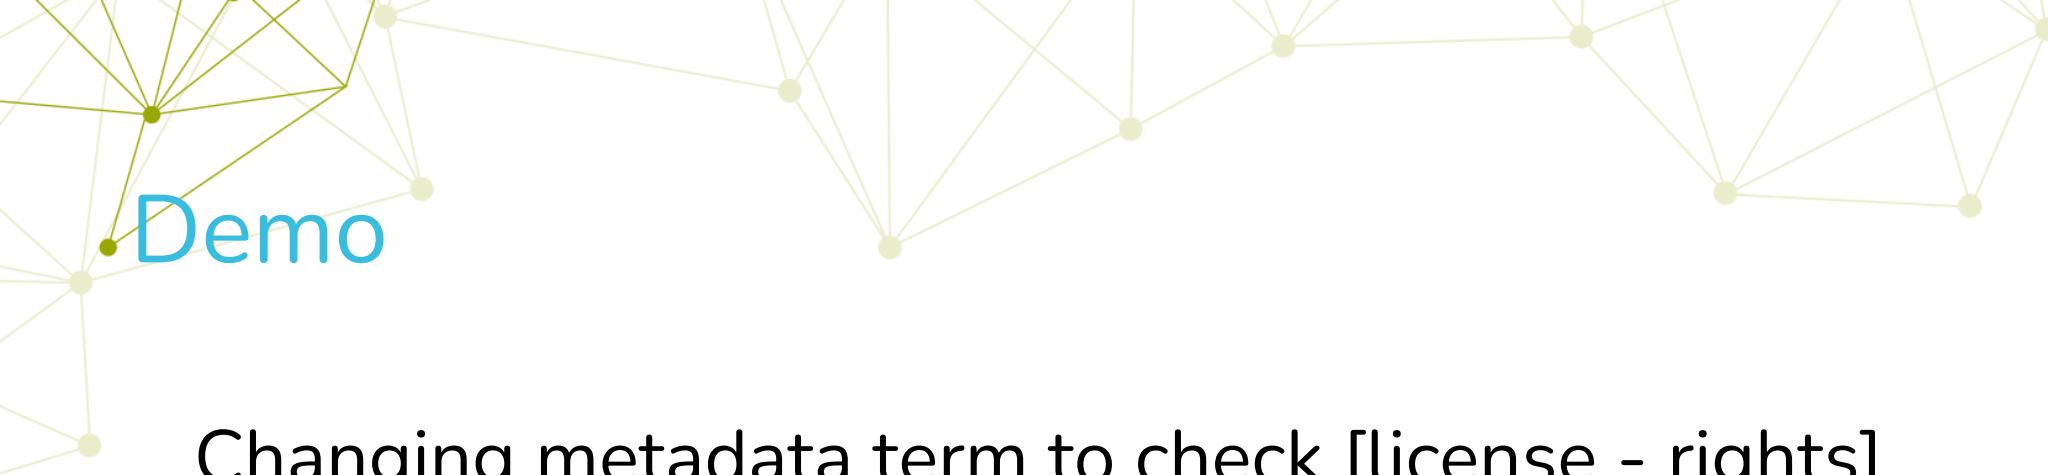 Demo
Changing metadata term to check [license - rights]